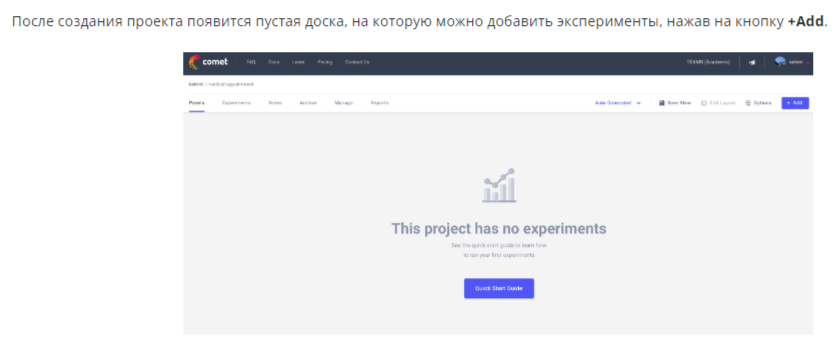 После создания проекта появится пустая доска, на которую можно добавить эксперименты, нажав на кнопку +Add.
comet FAQ Docs Learn Pricing Contact Us TEAMS (Academic)
/ medical-appointment
Panels Experiments Notes Archive Manage Reports Auto Generated Save View Edit Layout Options + Add
This project has no experiments
See the quick start guide to learn how
to run your first experiments
Quick Start Guide